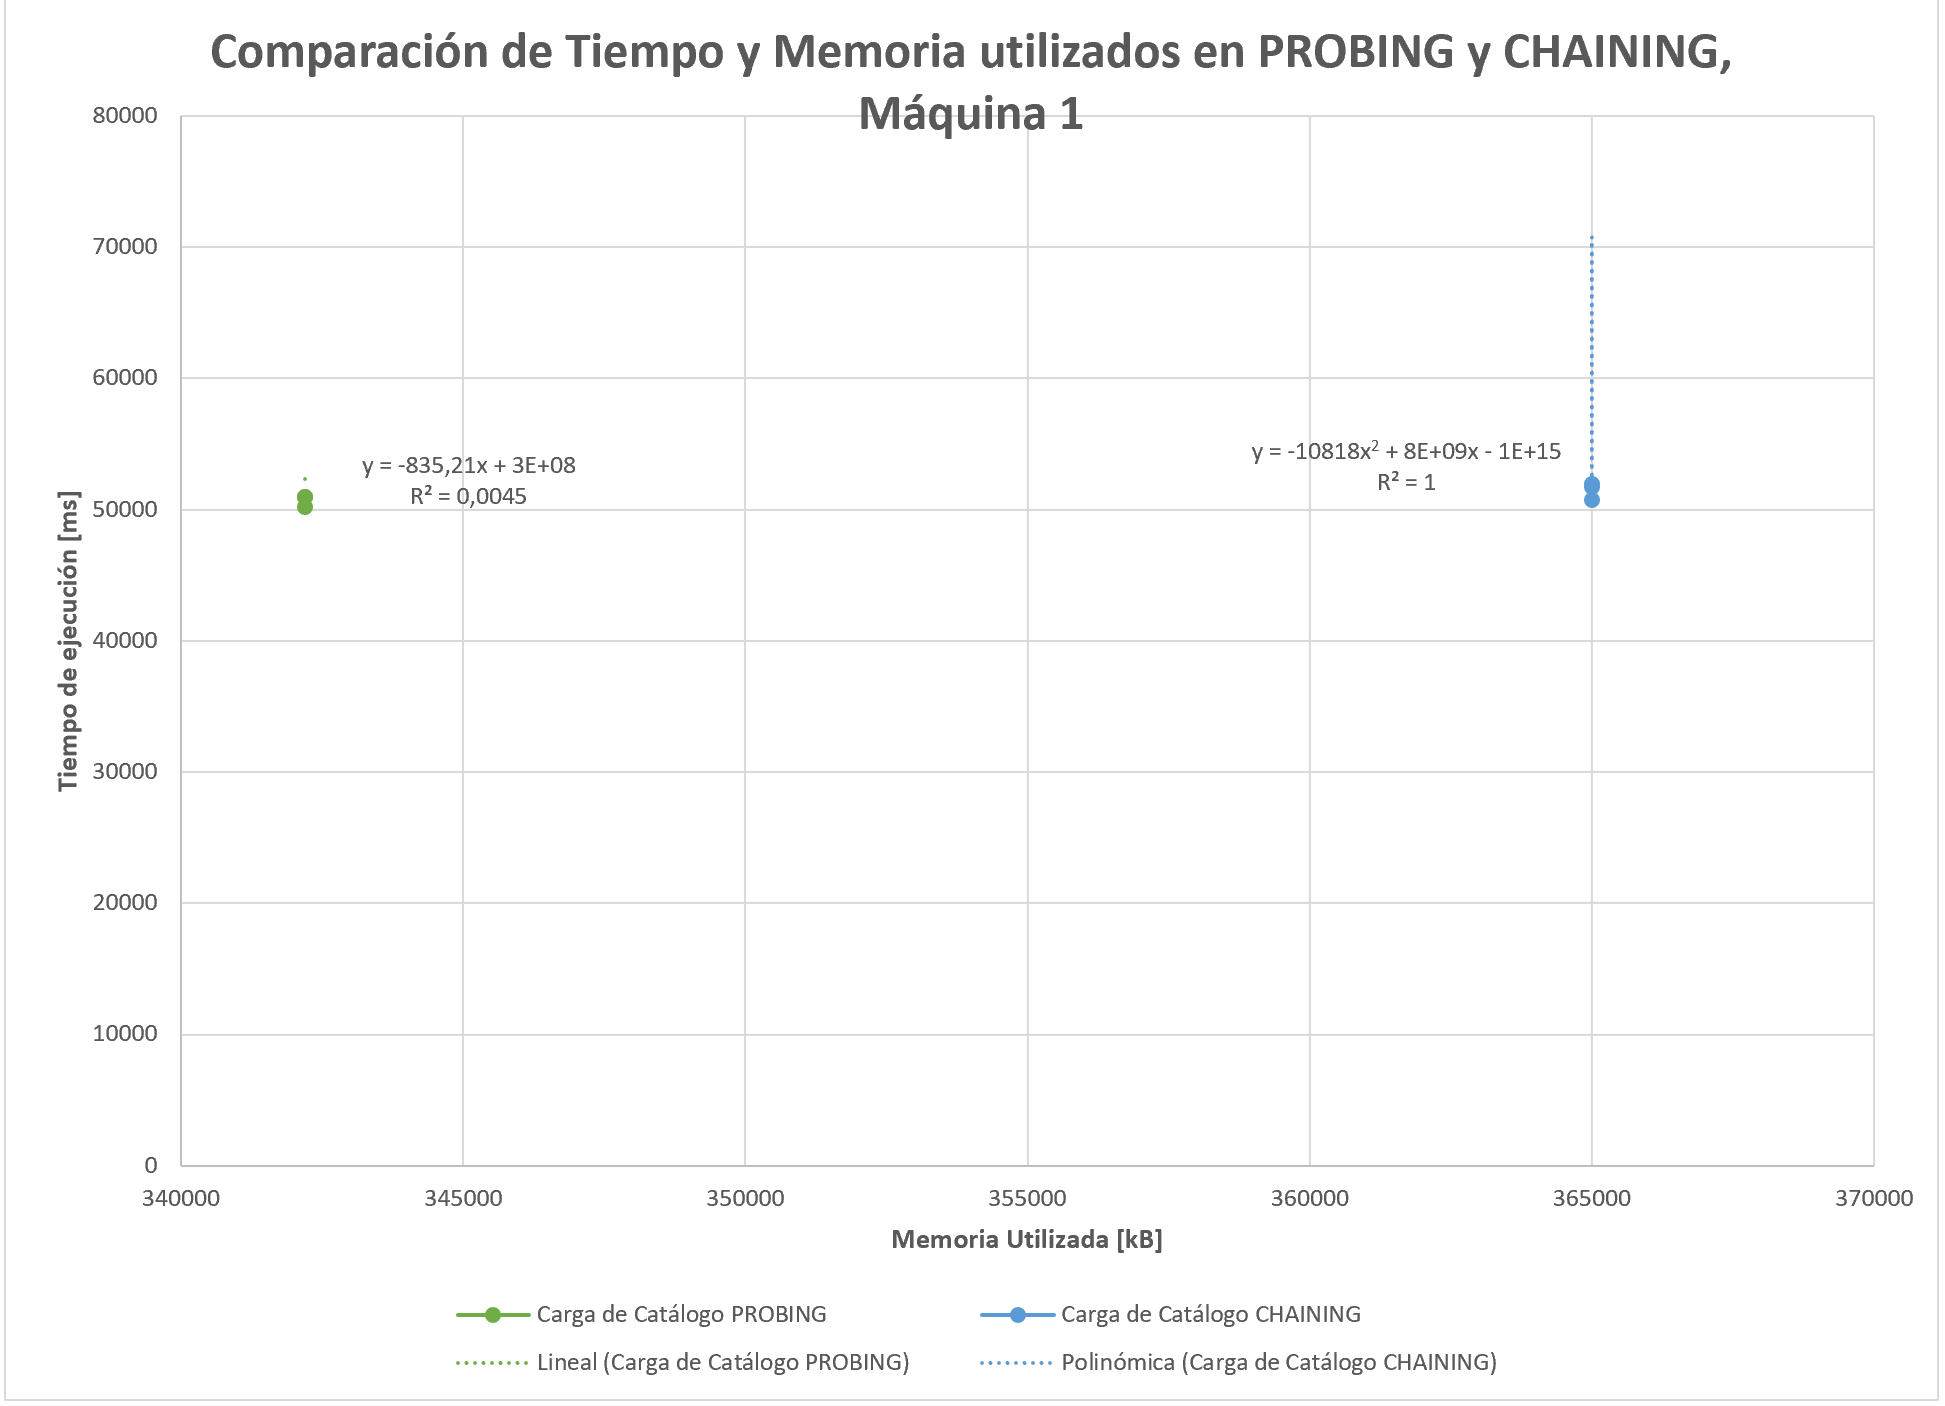 Comparación de Tiempo y Memoria utilizados en PROBING y CHAINING,
Máquina 1
80000
70000
60000
50000
40000
30000
20000
10000
0
Tiempo de ejecución [ms]
y = -835,21x + 3E+08
R² = 0,0045
y = -10818x² + 8E+09x - 1E+15
R² = 1
340000 345000 350000 355000 360000 365000 370000
Memoria Utilizada [kB]
Carga de Catálogo PROBING Carga de Catálogo CHAINING
Lineal (Carga de Catálogo PROBING) Polinómica (Carga de Catálogo CHAINING)